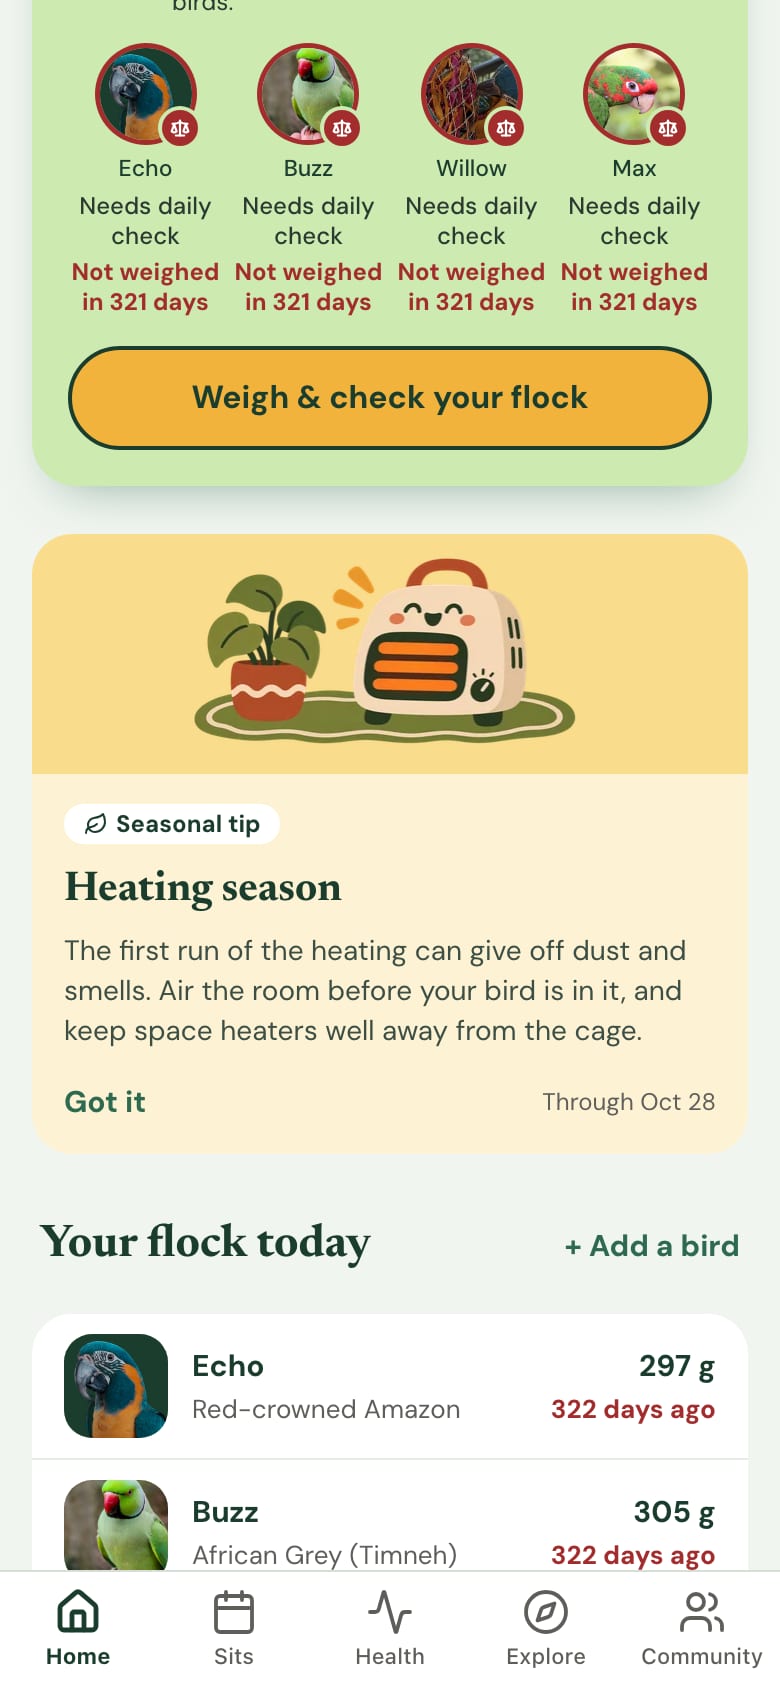 birds.
Echo
Buzz
Willow
Max
Needs daily check
Needs daily check
Needs daily check
Needs daily check
Not weighed in 321 days
Not weighed in 321 days
Not weighed in 321 days
Not weighed in 321 days
Weigh & check your flock
Seasonal tip
Heating season
The first run of the heating can give off dust and
smells. Air the room before your bird is in it, and
keep space heaters well away from the cage.
Got it
Through Oct 28
Your flock today
+ Add a bird
Echo
297 g
Red-crowned Amazon
322 days ago
Buzz
305 g
African Grey (Timneh)
322 days ago
Home
Sits
Health
Explore
Community